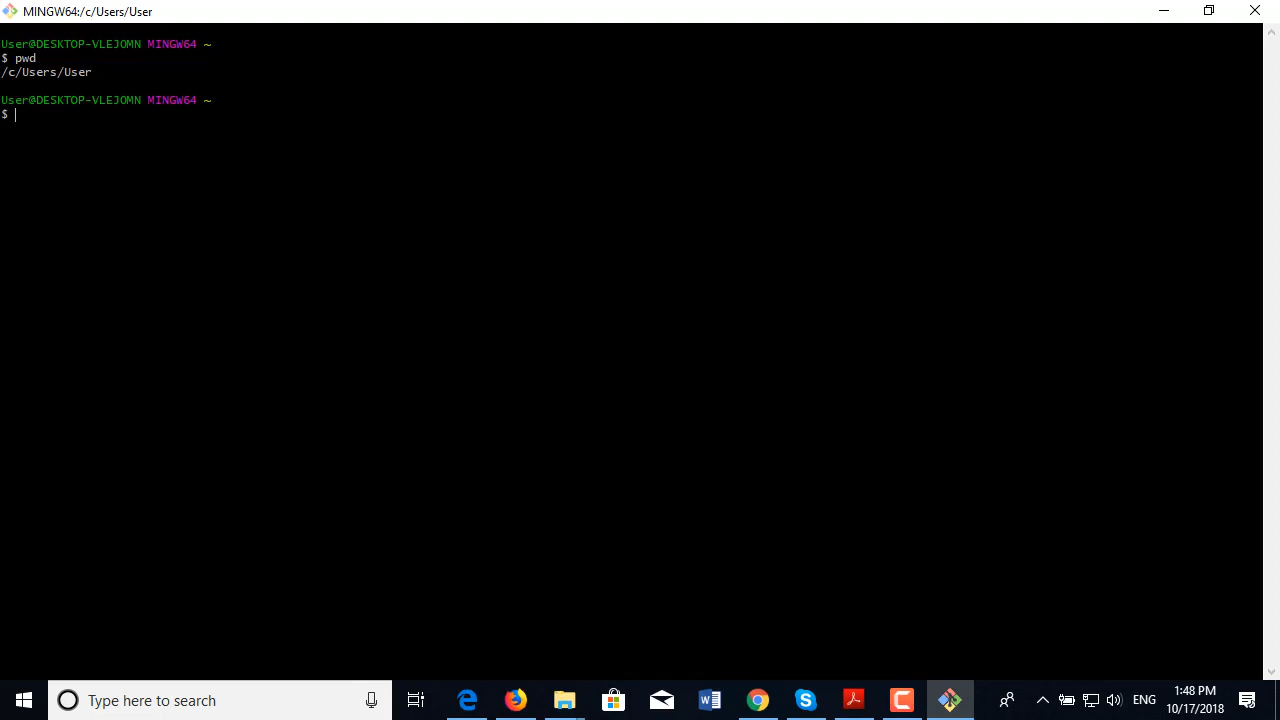 MINGW64:/c/Users/User
User@DESKTOP-VLEJOMN MINGW64 ~
$ pwd
/c/Users/User
User@DESKTOP-VLEJOMN MINGW64 ~
$
Type here to search
ENG
1:48 PM
10/17/2018